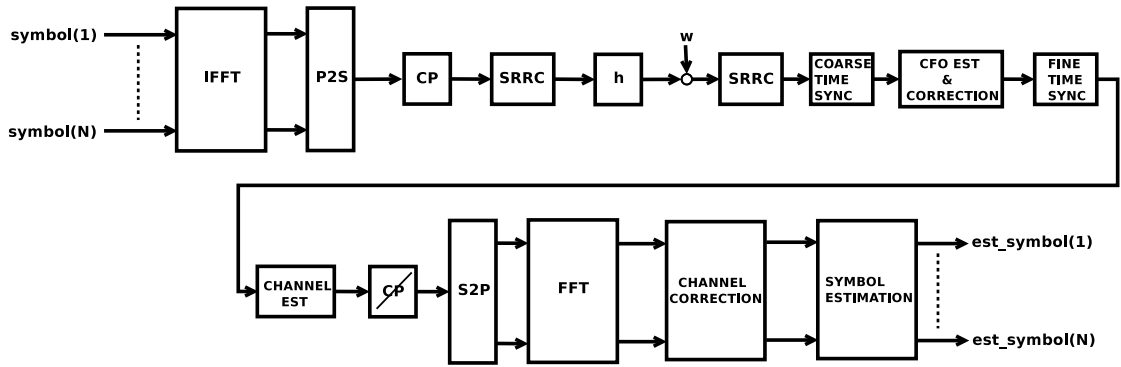 symbol(1)
symbol(N)
IFFT
P2S
CP
SRRC
h
w
SRRC
COARSE
TIME
SYNC
CFO EST
&
CORRECTION
FINE
TIME
SYNC
CHANNEL
EST
CP
S2P
FFT
CHANNEL
CORRECTION
SYMBOL
ESTIMATION
est_symbol(1)
est_symbol(N)